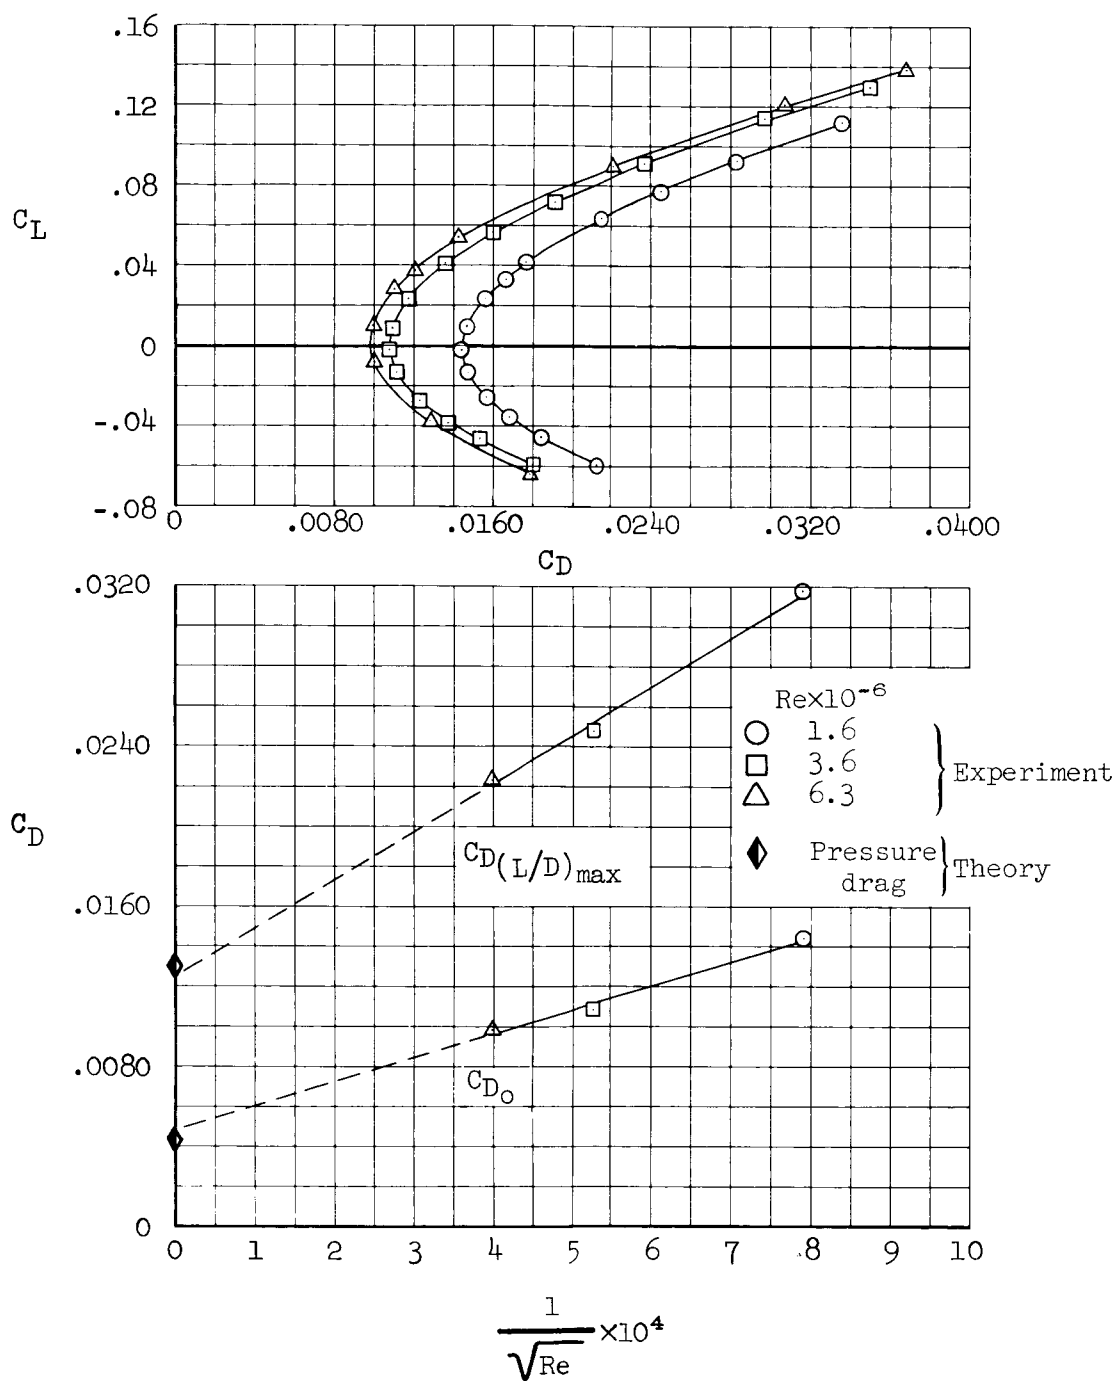 .16
.12
.08
C_L
.04
0
-.04
-.08
0 .0080 .0160 .0240 .0320 .0400
C_D
.0320
Re×10⁻⁶
1.6
.0240
3.6
Experiment
6.3
C_D
C_D(L/D)max
Pressure drag
Theory
.0160
.0080
C_Do
0
0 1 2 3 4 5 6 7 8 9 10
1
√Re ×10⁴